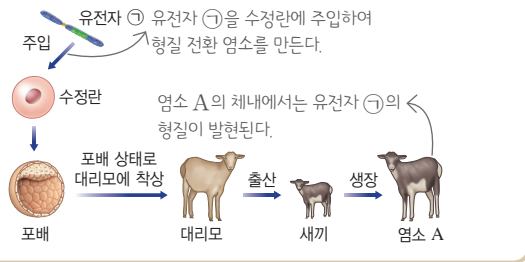 유전자 ㉠ 유전자 ㉠을 수정란에 주입하여
주입 형질 전환 염소를 만든다.
수정란
염소 A의 체내에서는 유전자 ㉠의
형질이 발현된다.
포배 상태로
대리모에 착상
출산
생장
포배
대리모
새끼
염소 A